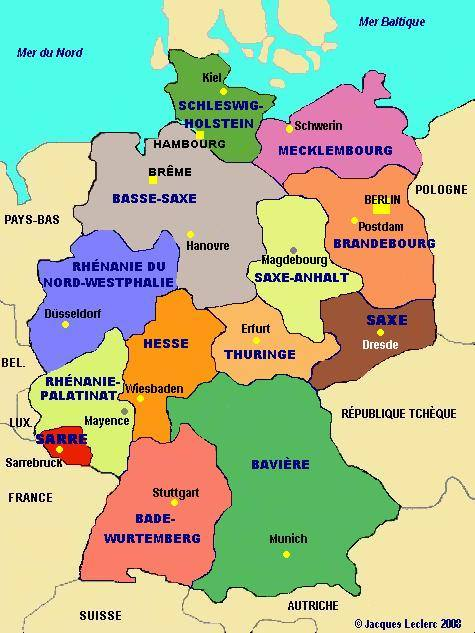 Mer Baltique
Mer du Nord
Kiel
SCHLESWIG-
HOLSTEIN
Schwerin
HAMBOURG
MECKLEMBOURG
BRÊME
POLOGNE
BASSE-SAXE
BERLIN
PAYS-BAS
Postdam
Hanovre
BRANDEBOURG
Magdebourg
RHÉNANIE DU
NORD-WESTPHALIE
SAXE-ANHALT
Düsseldorf
SAXE
Erfurt
HESSE
Dresde
THURINGE
BEL.
RHÉNANIE-
PALATINAT
Wiesbaden
RÉPUBLIQUE TCHÈQUE
LUX.
Mayence
SARRE
Sarrebruck
BAVIÈRE
FRANCE
Stuttgart
BADE-
WURTEMBERG
Munich
AUTRICHE
SUISSE
© Jacques Leclerc 2008